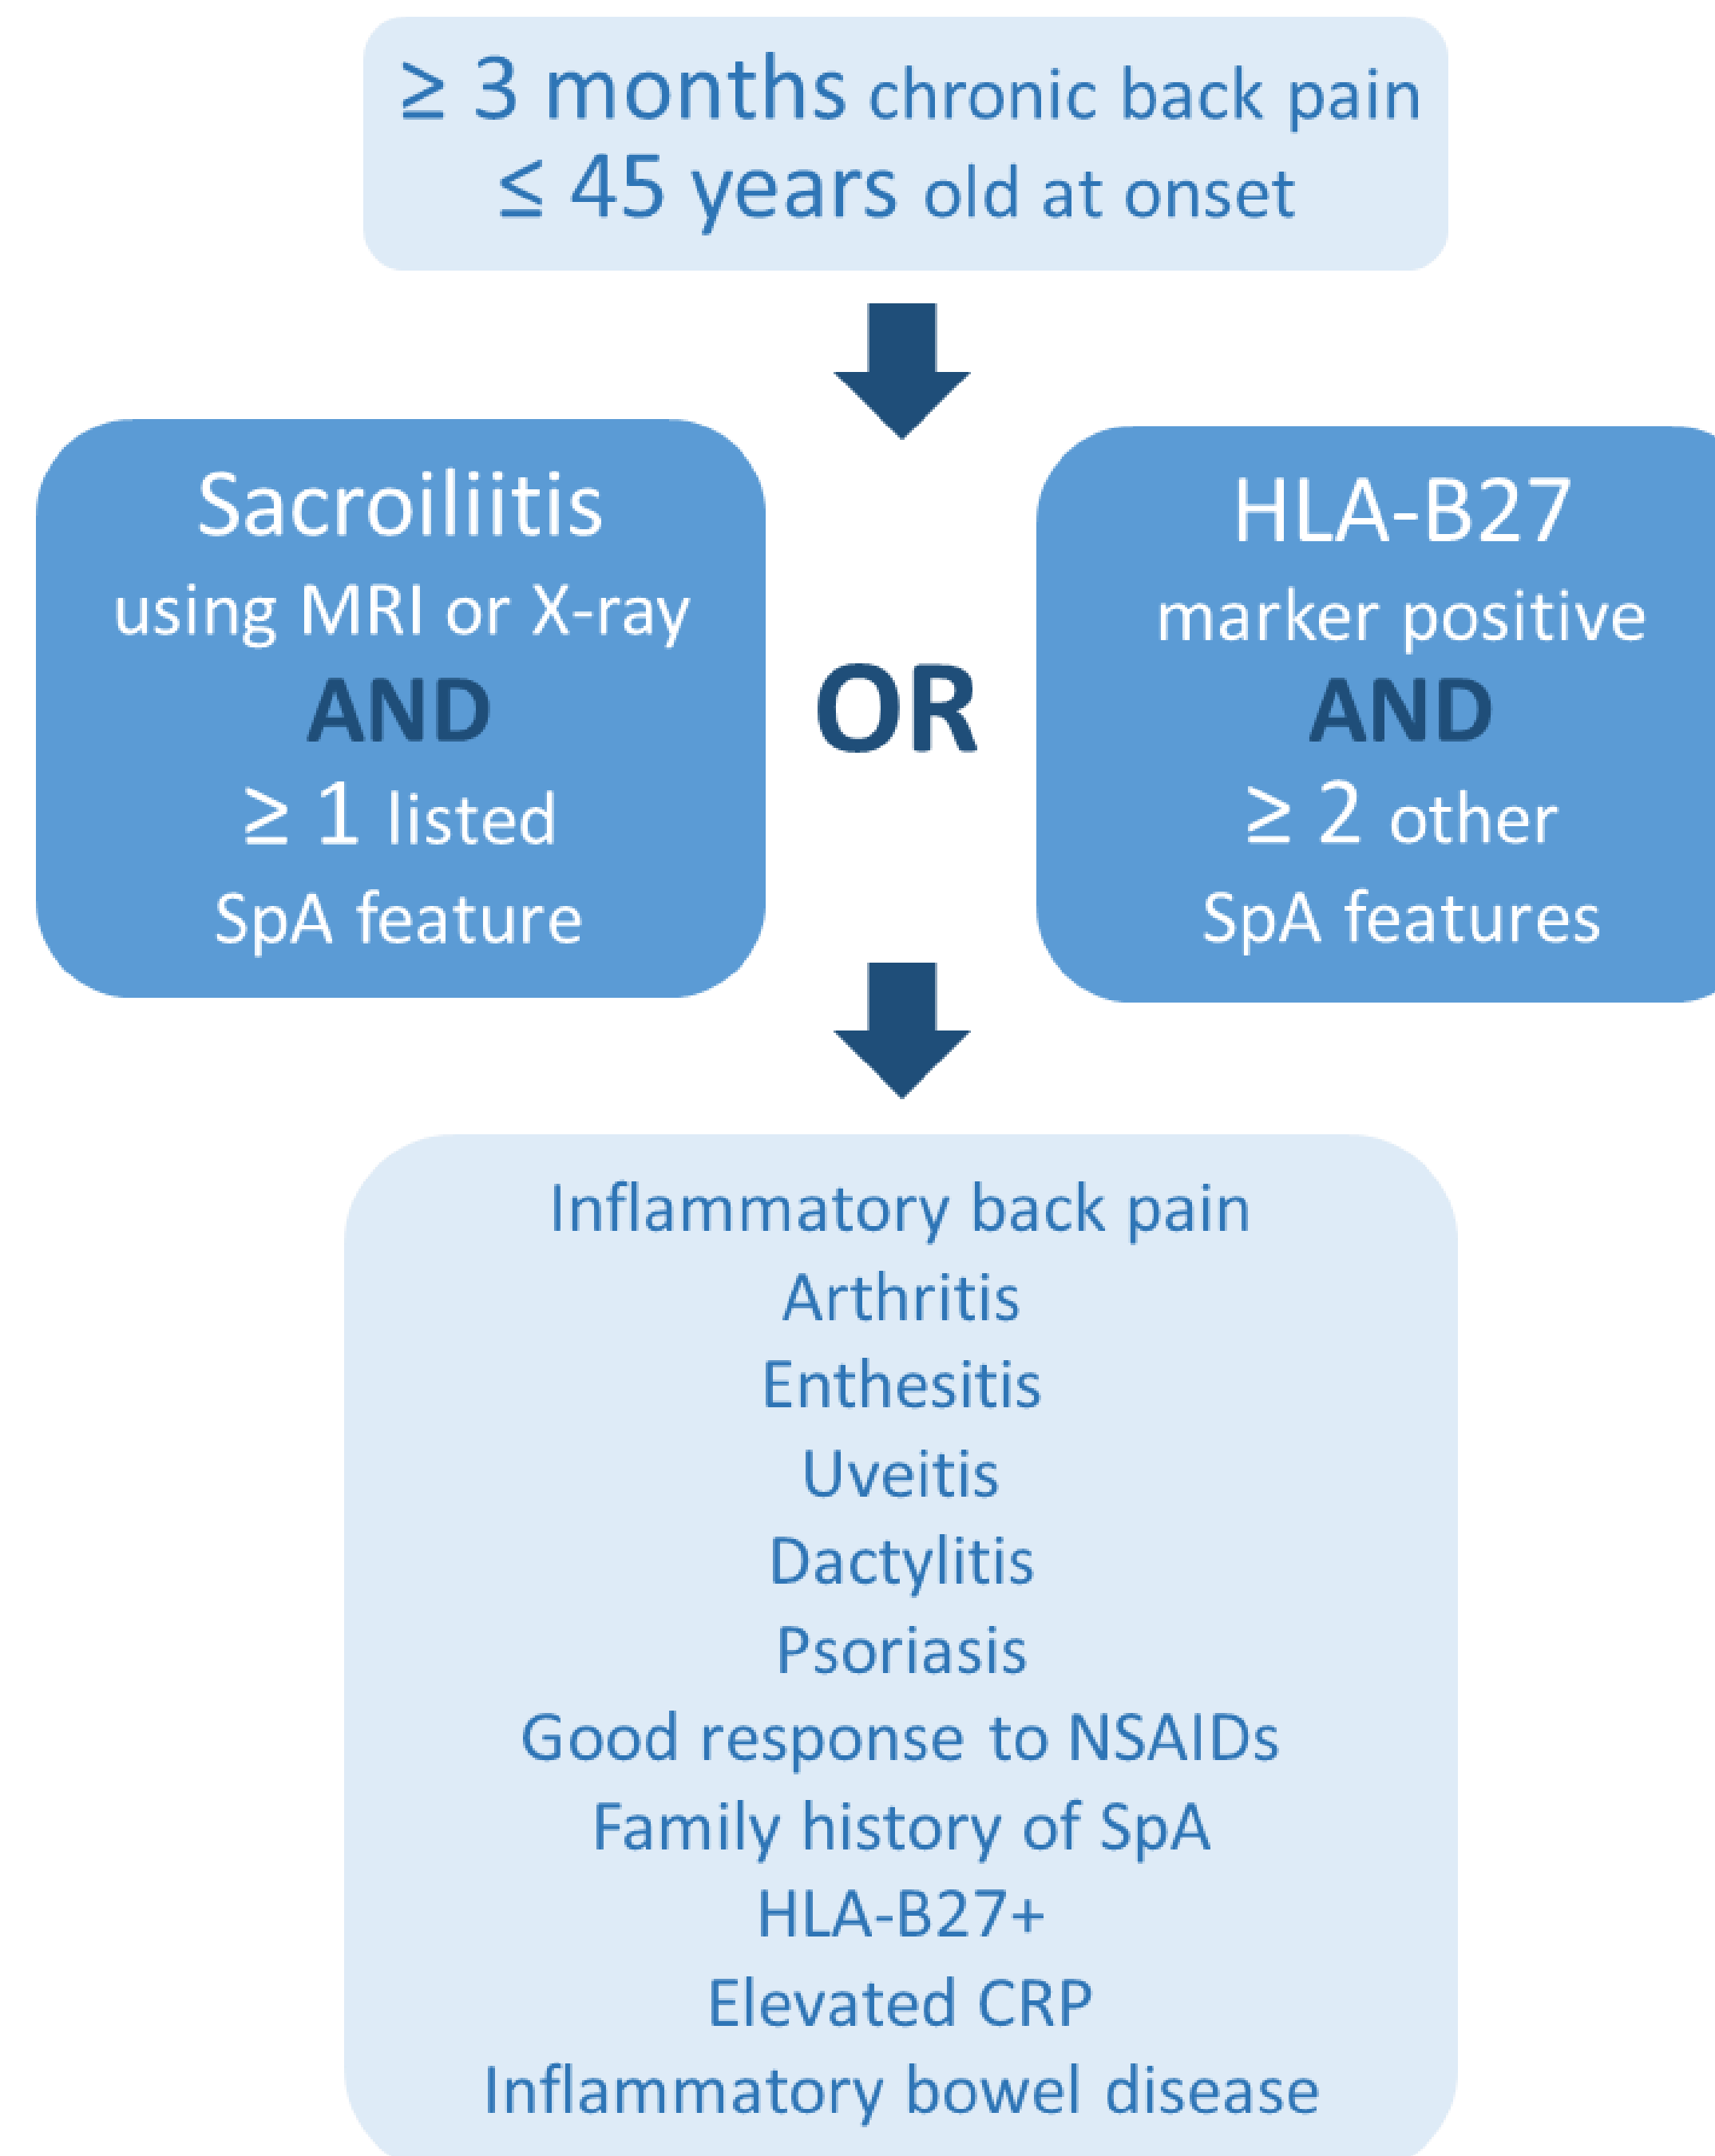 ≥ 3 months chronic back pain
≤ 45 years old at onset
Sacroiliitis
using MRI or X-ray
AND
≥ 1 listed
SpA feature
OR
HLA-B27
marker positive
AND
≥ 2 other
SpA features
Inflammatory back pain
Arthritis
Enthesitis
Uveitis
Dactylitis
Psoriasis
Good response to NSAIDs
Family history of SpA
HLA-B27+
Elevated CRP
Inflammatory bowel disease